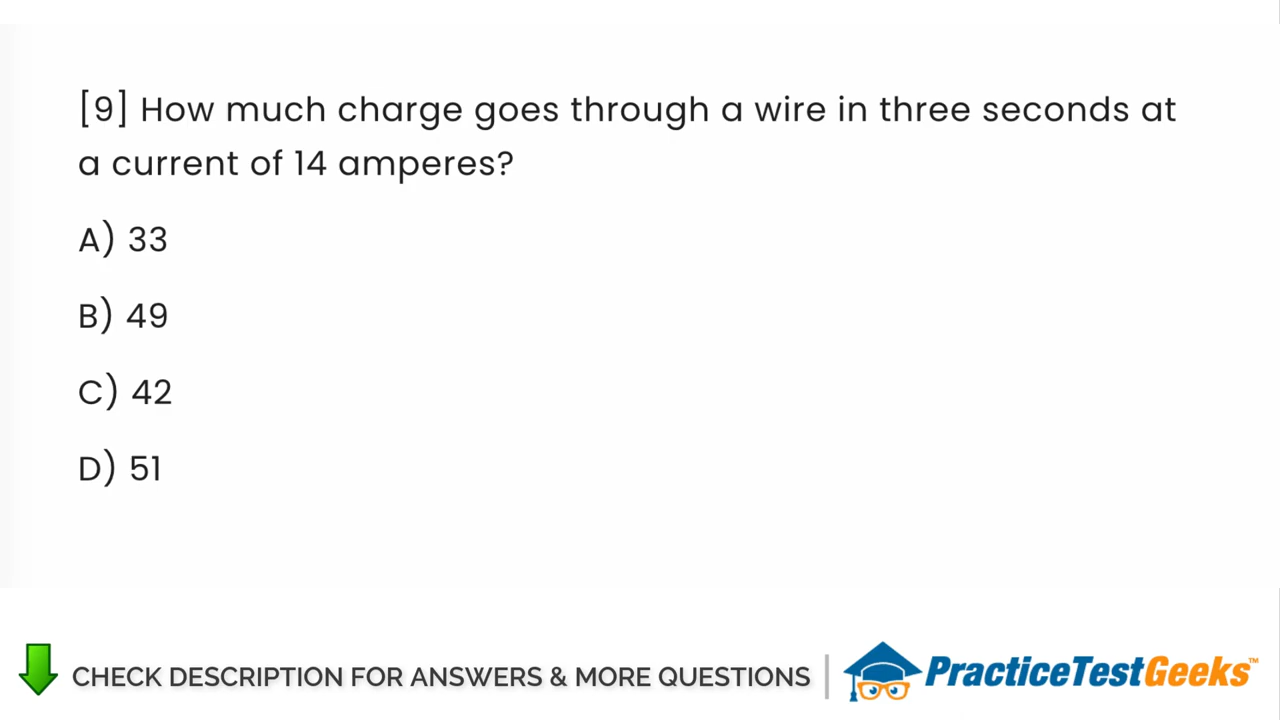 [9] How much charge goes through a wire in three seconds at
a current of 14 amperes?
A) 33
B) 49
C) 42
D) 51
CHECK DESCRIPTION FOR ANSWERS & MORE QUESTIONS
PracticeTestGeeks™